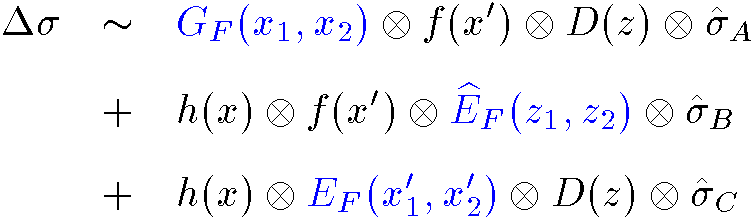 Δσ ∼ G_F(x_1, x_2) ⊗ f(x′) ⊗ D(z) ⊗ σ̂_A
+ h(x) ⊗ f(x′) ⊗ Ê_F(z_1, z_2) ⊗ σ̂_B
+ h(x) ⊗ E_F(x′_1, x′_2) ⊗ D(z) ⊗ σ̂_C